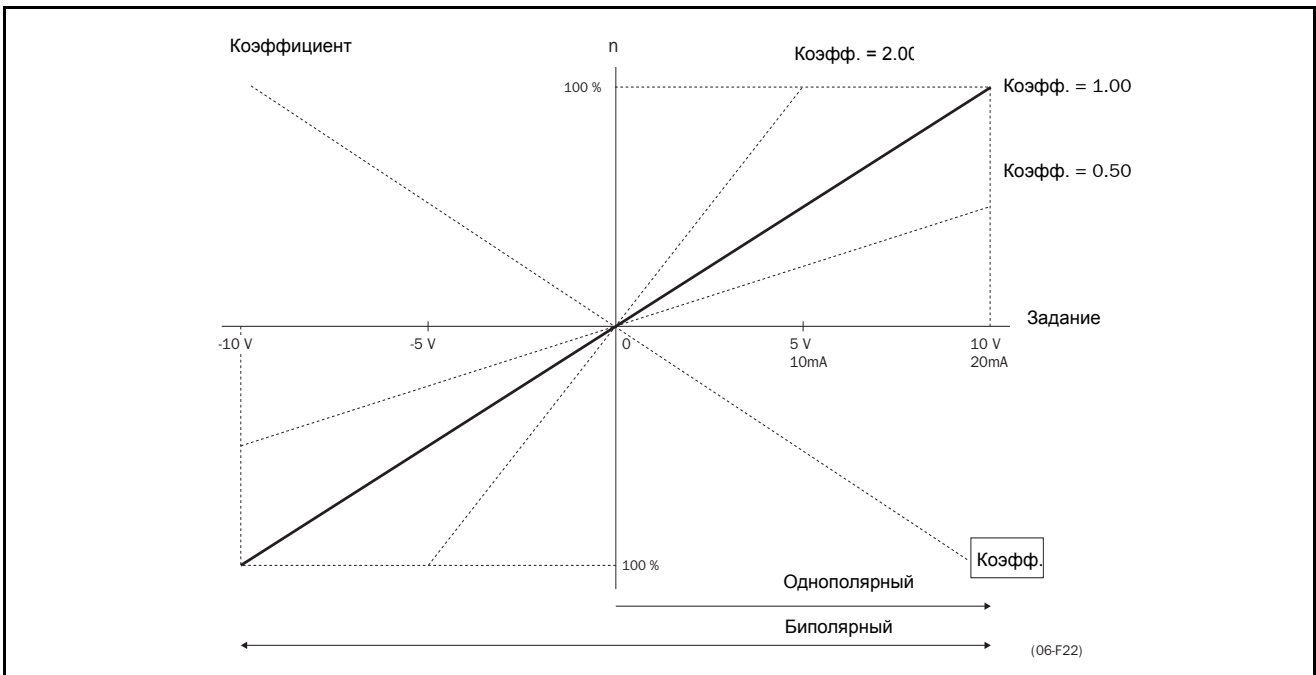 Коэффициент
n
Коэфф. = 2.00
100 %
Коэфф. = 1.00
Коэфф. = 0.50
Задание
-10 V
-5 V
0
5 V
10mA
10 V
20mA
Коэфф.
100 %
Однополярный
Биполярный
(06-F22)